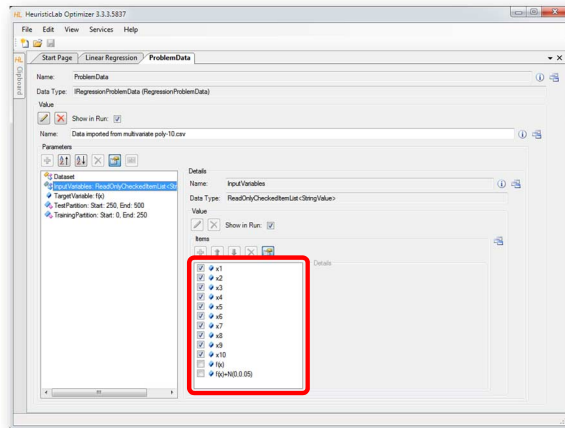 HeuristicLab Optimizer 3.3.3.5837
File Edit View Services Help
Start Page Linear Regression ProblemData
Clipboard
Name: ProblemData
Data Type: IRegressionProblemData (RegressionProblemData)
Value
Show in Run:
Name: Data imported from multivariate poly-10.csv
Parameters
Dataset
InputVariables: ReadOnlyCheckedItemList<Stri
TargetVariable: f(x)
TestPartition: Start: 250, End: 500
TrainingPartition: Start: 0, End: 250
Details
Name: InputVariables
Data Type: ReadOnlyCheckedItemList<StringValue>
Value
Show in Run:
Items
Details
x1
x2
x3
x4
x5
x6
x7
x8
x9
x10
f(x)
f(x)+N(0,0.05)